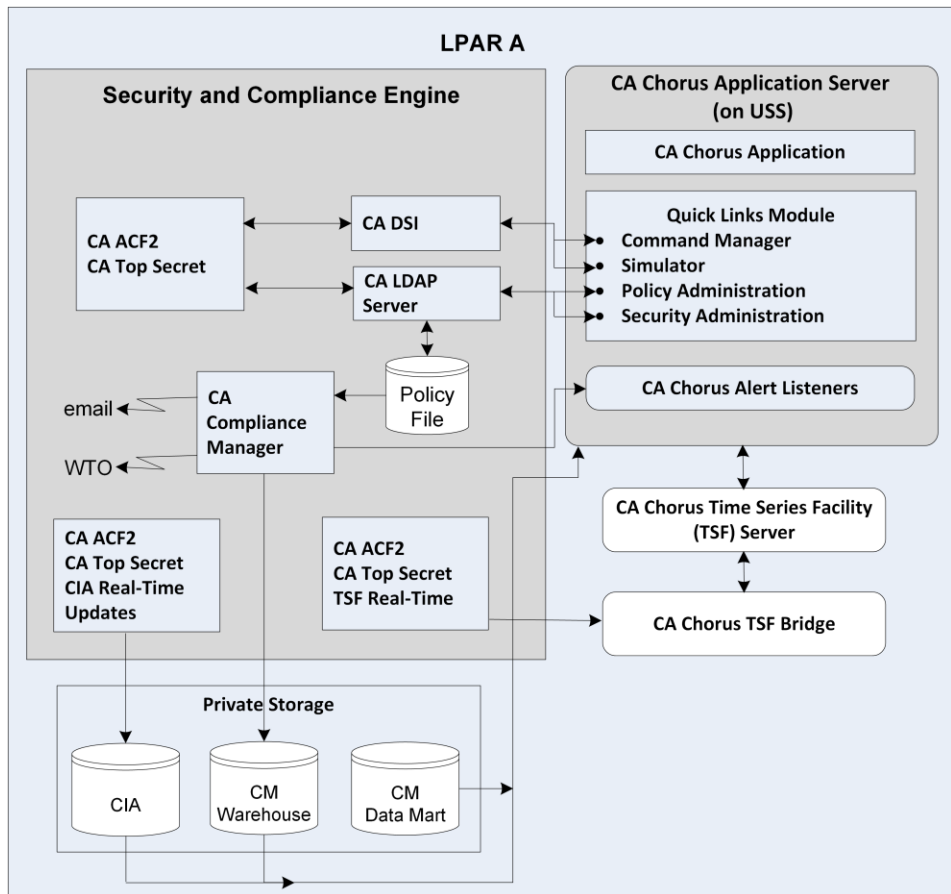 LPAR A
Security and Compliance Engine
CA ACF2
CA Top Secret
CA DSI
CA LDAP
Server
Policy
File
CA
Compliance
Manager
email
WTO
CA ACF2
CA Top Secret
CIA Real-Time
Updates
CA ACF2
CA Top Secret
TSF Real-Time
CA Chorus Application Server
(on USS)
CA Chorus Application
Quick Links Module
Command Manager
Simulator
Policy Administration
Security Administration
CA Chorus Alert Listeners
CA Chorus Time Series Facility
(TSF) Server
CA Chorus TSF Bridge
Private Storage
CIA
CM
Warehouse
CM
Data Mart